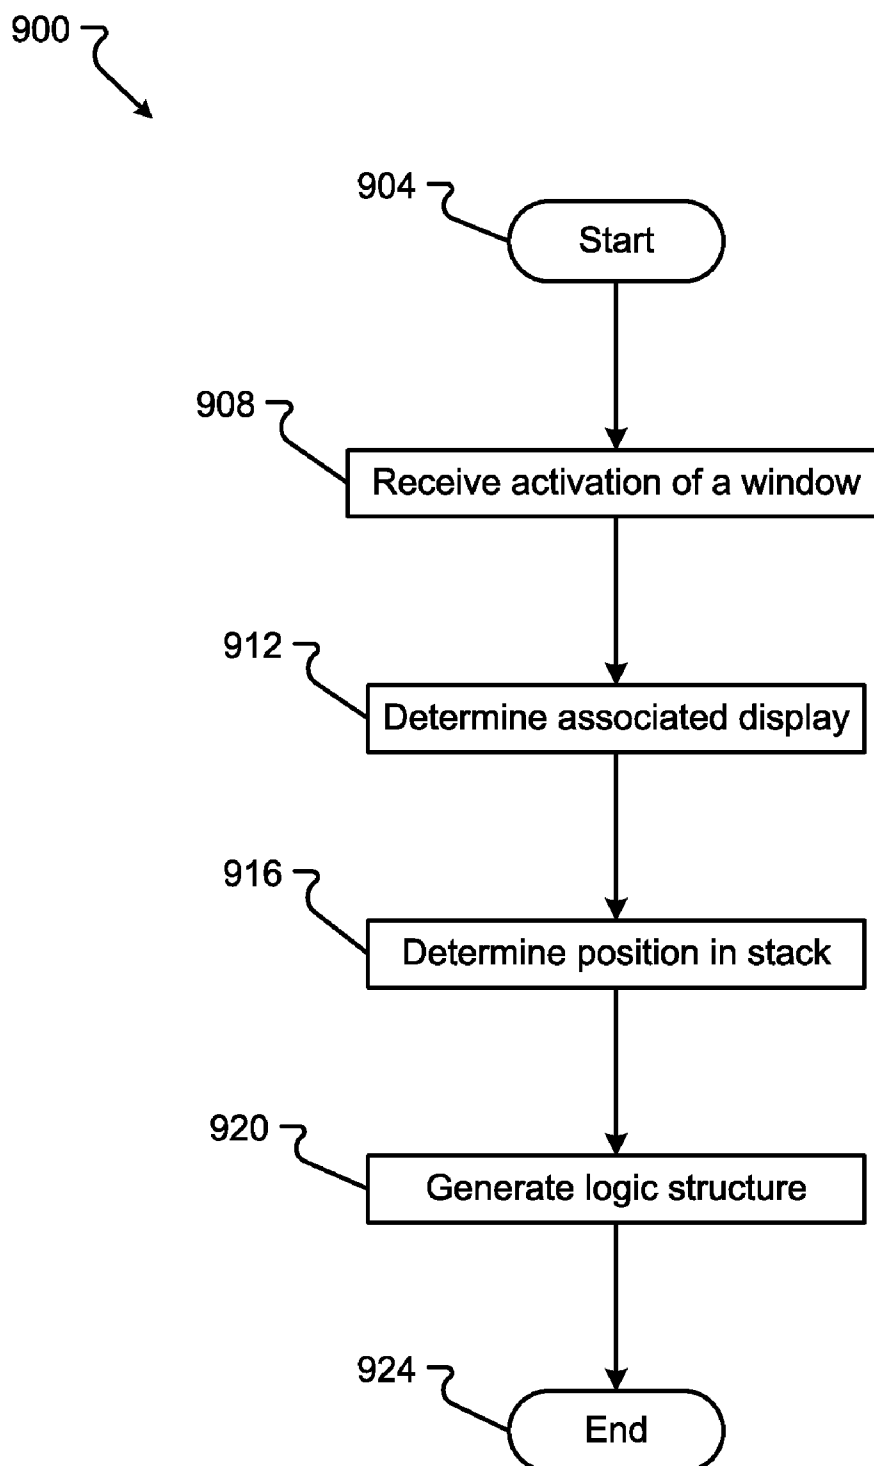 900
904
Start
908
Receive activation of a window
912
Determine associated display
916
Determine position in stack
920
Generate logic structure
924
End